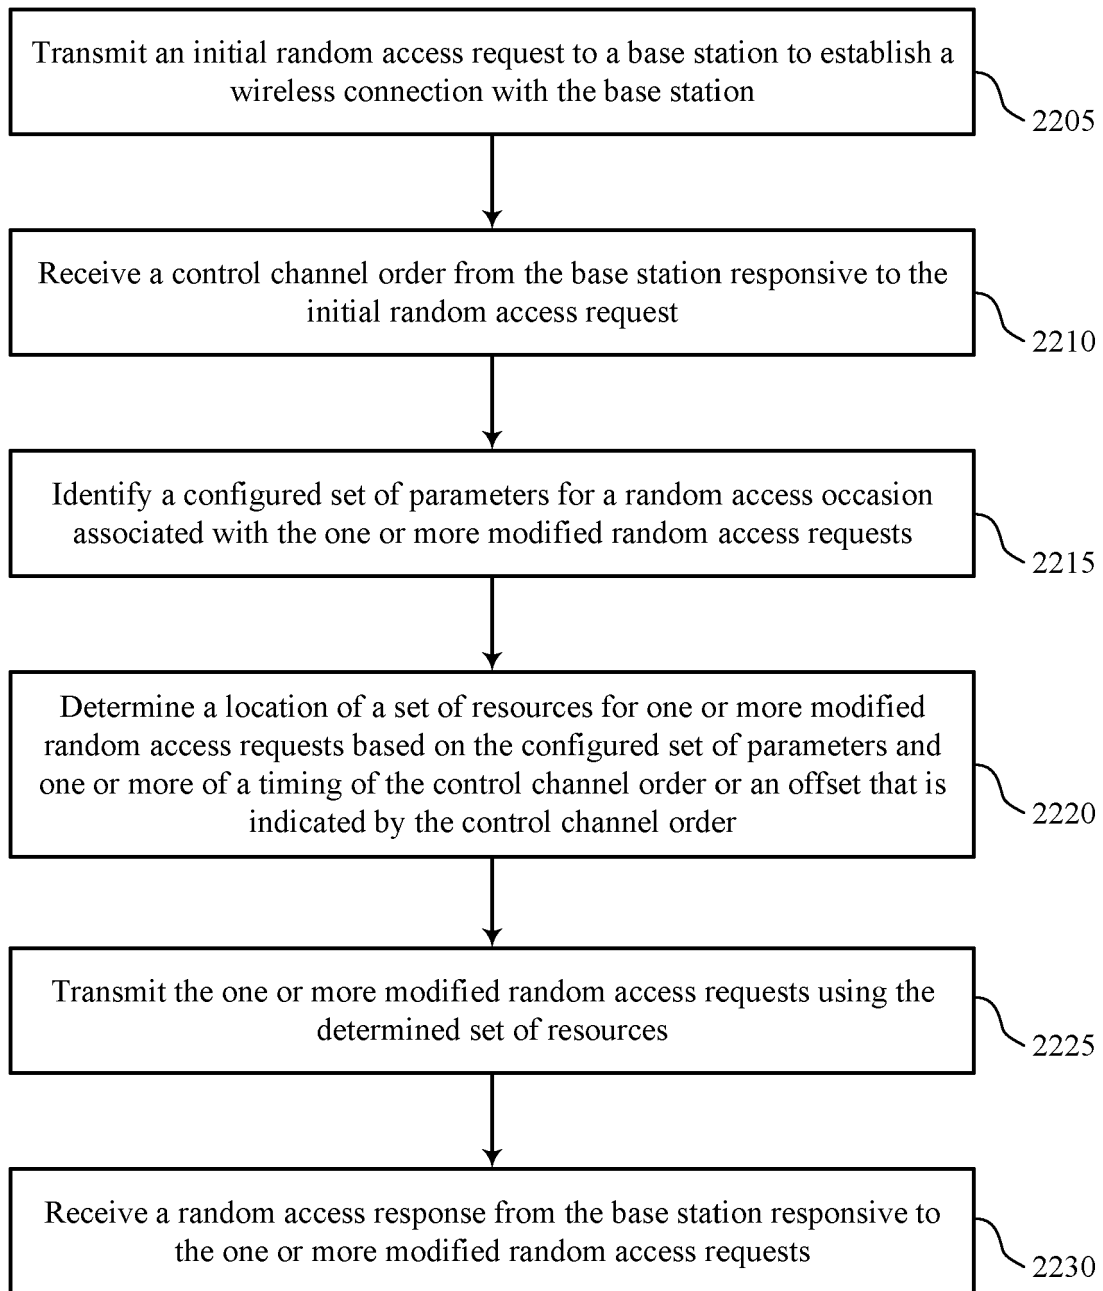 Transmit an initial random access request to a base station to establish a
wireless connection with the base station
2205
Receive a control channel order from the base station responsive to the
initial random access request
2210
Identify a configured set of parameters for a random access occasion
associated with the one or more modified random access requests
2215
Determine a location of a set of resources for one or more modified
random access requests based on the configured set of parameters and
one or more of a timing of the control channel order or an offset that is
indicated by the control channel order
2220
Transmit the one or more modified random access requests using the
determined set of resources
2225
Receive a random access response from the base station responsive to
the one or more modified random access requests
2230